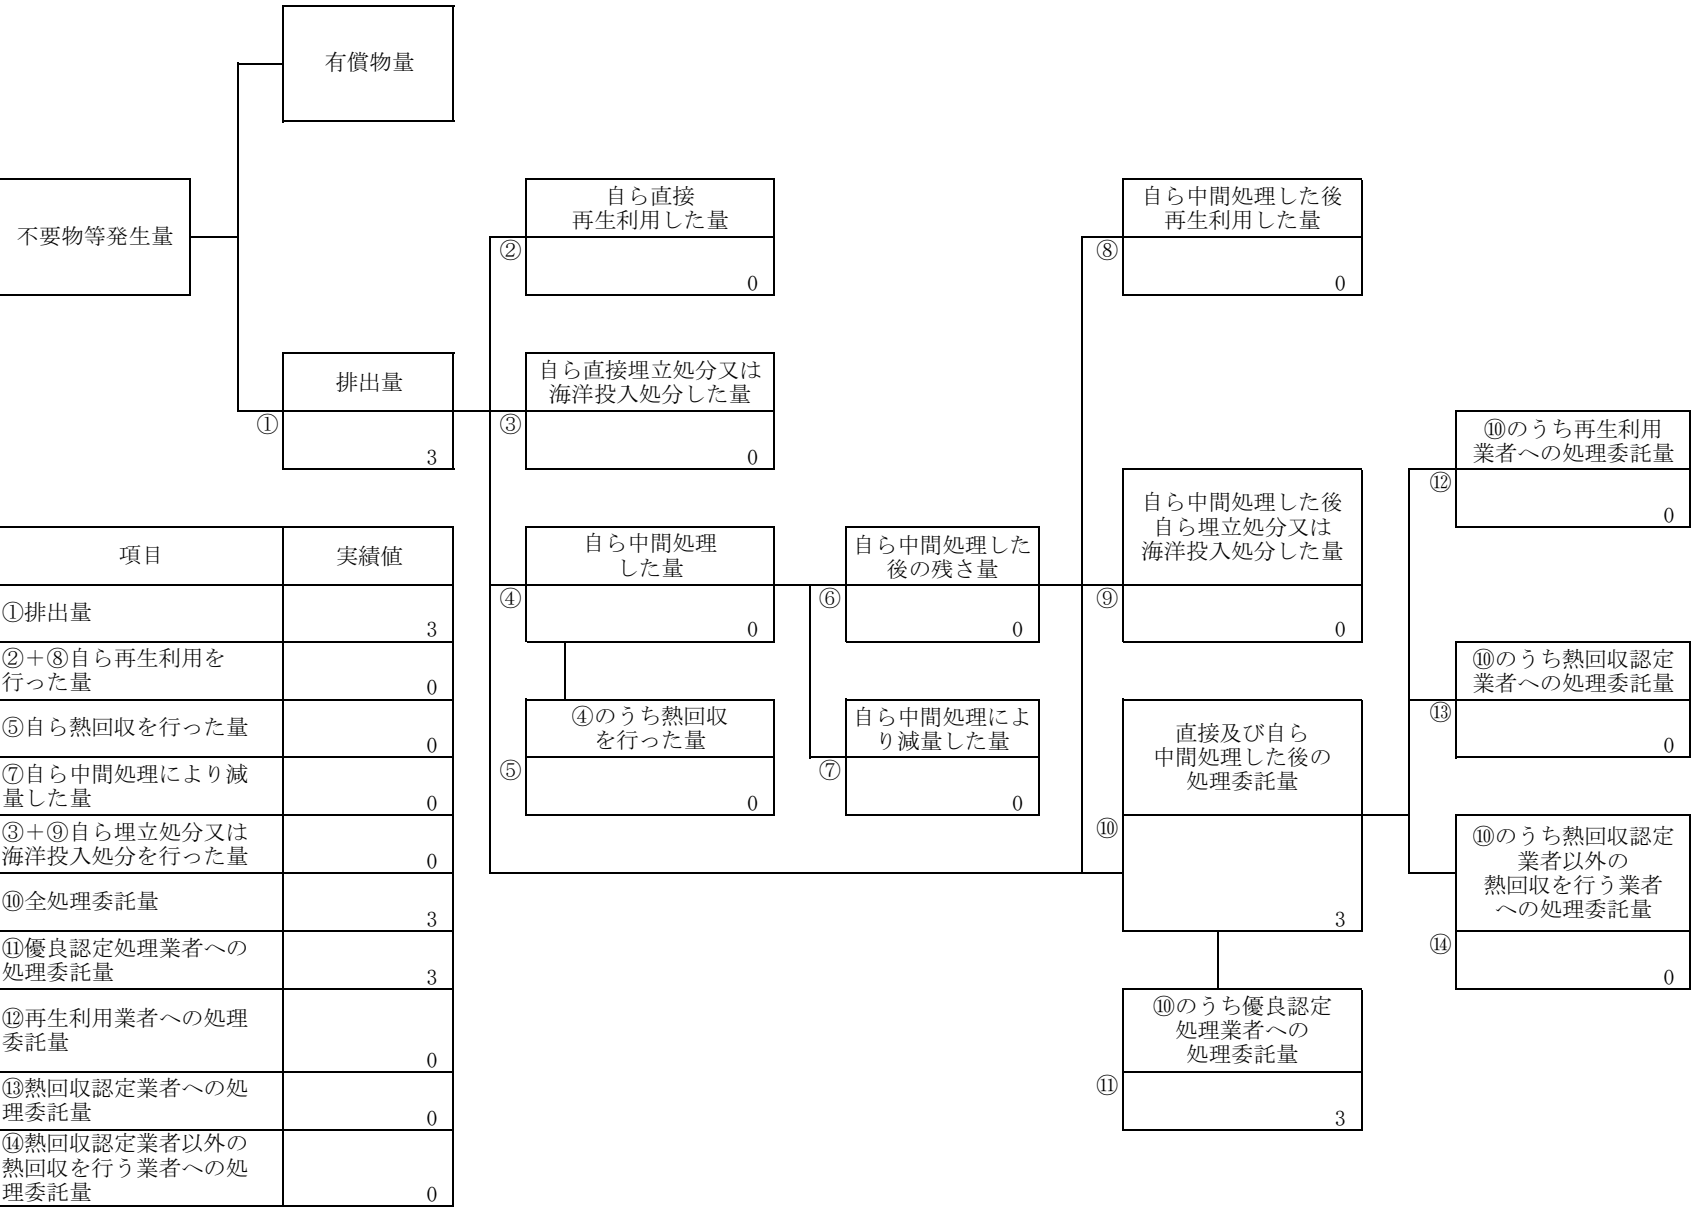 有償物量
不要物等発生量
排出量
①
3
自ら直接
再生利用した量
②
0
自ら直接埋立処分又は
海洋投入処分した量
③
0
自ら中間処理
した量
④
0
④のうち熱回収
を行った量
⑤
0
自ら中間処理した
後の残さ量
⑥
0
自ら中間処理によ
り減量した量
⑦
0
自ら中間処理した後
再生利用した量
⑧
0
自ら中間処理した後
自ら埋立処分又は
海洋投入処分した量
⑨
0
直接及び自ら
中間処理した後の
処理委託量
⑩
3
⑩のうち優良認定
処理業者への
処理委託量
⑪
3
⑩のうち再生利用
業者への処理委託量
⑫
0
⑩のうち熱回収認定
業者への処理委託量
⑬
0
⑩のうち熱回収認定
業者以外の
熱回収を行う業者
への処理委託量
⑭
0
項目 実績値
①排出量
3
②+⑧自ら再生利用を
行った量
0
⑤自ら熱回収を行った量
0
⑦自ら中間処理により減
量した量
0
③+⑨自ら埋立処分又は
海洋投入処分を行った量
0
⑩全処理委託量
3
⑪優良認定処理業者への
処理委託量
3
⑫再生利用業者への処理
委託量
0
⑬熱回収認定業者への処
理委託量
0
⑭熱回収認定業者以外の
熱回収を行う業者への処
理委託量
0